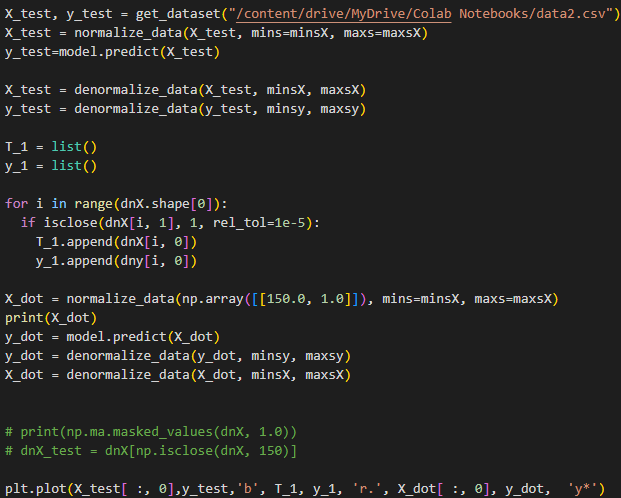 X_test, y_test = get_dataset("/content/drive/MyDrive/Colab Notebooks/data2.csv")
X_test = normalize_data(X_test, mins=minsX, maxs=maxsX)
y_test=model.predict(X_test)

X_test = denormalize_data(X_test, minsX, maxsX)
y_test = denormalize_data(y_test, minsy, maxsy)

T_1 = list()
y_1 = list()

for i in range(dnX.shape[0]):
  if isclose(dnX[i, 1], 1, rel_tol=1e-5):
    T_1.append(dnX[i, 0])
    y_1.append(dny[i, 0])

X_dot = normalize_data(np.array([[150.0, 1.0]]), mins=minsX, maxs=maxsX)
print(X_dot)
y_dot = model.predict(X_dot)
y_dot = denormalize_data(y_dot, minsy, maxsy)
X_dot = denormalize_data(X_dot, minsX, maxsX)


# print(np.ma.masked_values(dnX, 1.0))
# dnX_test = dnX[np.isclose(dnX, 150)]

plt.plot(X_test[ :, 0],y_test,'b', T_1, y_1, 'r.', X_dot[ :, 0], y_dot,  'y*')